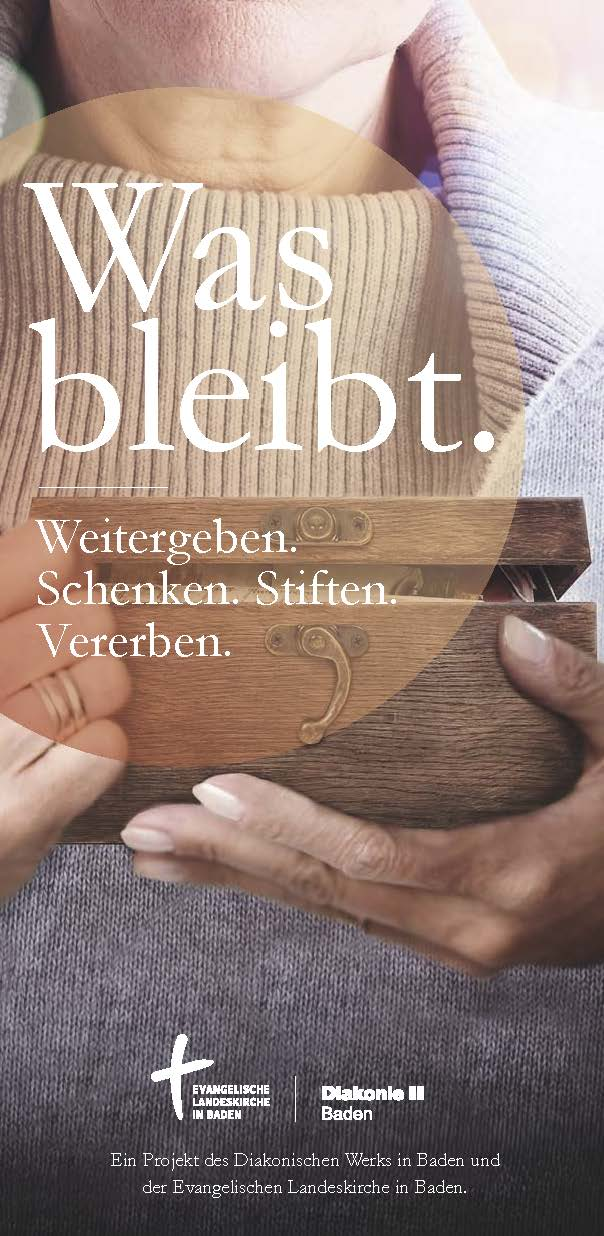 Was
bleibt.
Weitergeben.
Schenken. Stiften.
Vererben.
EVANGELISCHE
LANDESKIRCHE
IN BADEN
Diakonie
Baden
Ein Projekt des Diakonischen Werks in Baden und
der Evangelischen Landeskirche in Baden.